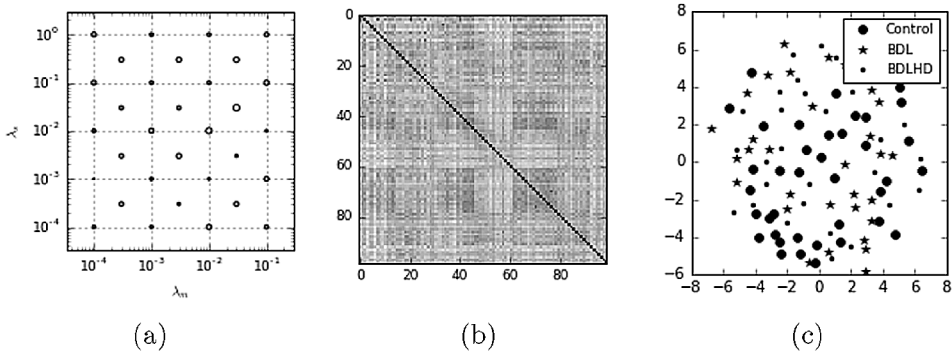 10⁰
10⁻¹
10⁻²
10⁻³
10⁻⁴
λₛ
10⁻⁴ 10⁻³ 10⁻² 10⁻¹
λₘ
(a)
0
20
40
60
80
0 20 40 60 80
(b)
8
6
4
2
0
−2
−4
−6
−8 −6 −4 −2 0 2 4 6 8
Control
BDL
BDLHD
(c)